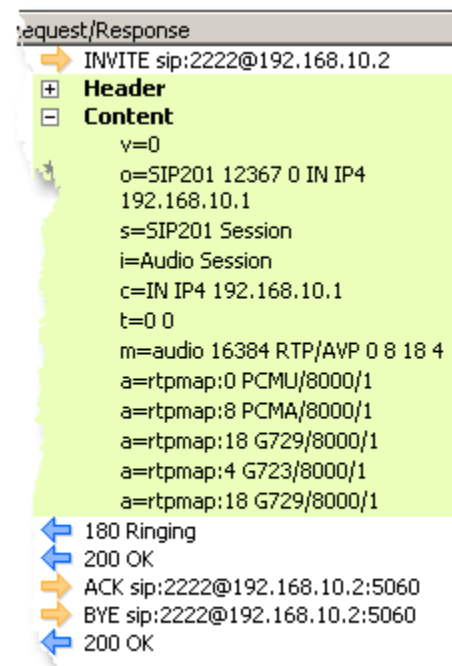 equest/Response
INVITE sip:2222@192.168.10.2
Header
Content
v=0
o=SIP201 12367 0 IN IP4
192.168.10.1
s=SIP201 Session
i=Audio Session
c=IN IP4 192.168.10.1
t=0 0
m=audio 16384 RTP/AVP 0 8 18 4
a=rtpmap:0 PCMU/8000/1
a=rtpmap:8 PCMA/8000/1
a=rtpmap:18 G729/8000/1
a=rtpmap:4 G723/8000/1
a=rtpmap:18 G729/8000/1
180 Ringing
200 OK
ACK sip:2222@192.168.10.2:5060
BYE sip:2222@192.168.10.2:5060
200 OK